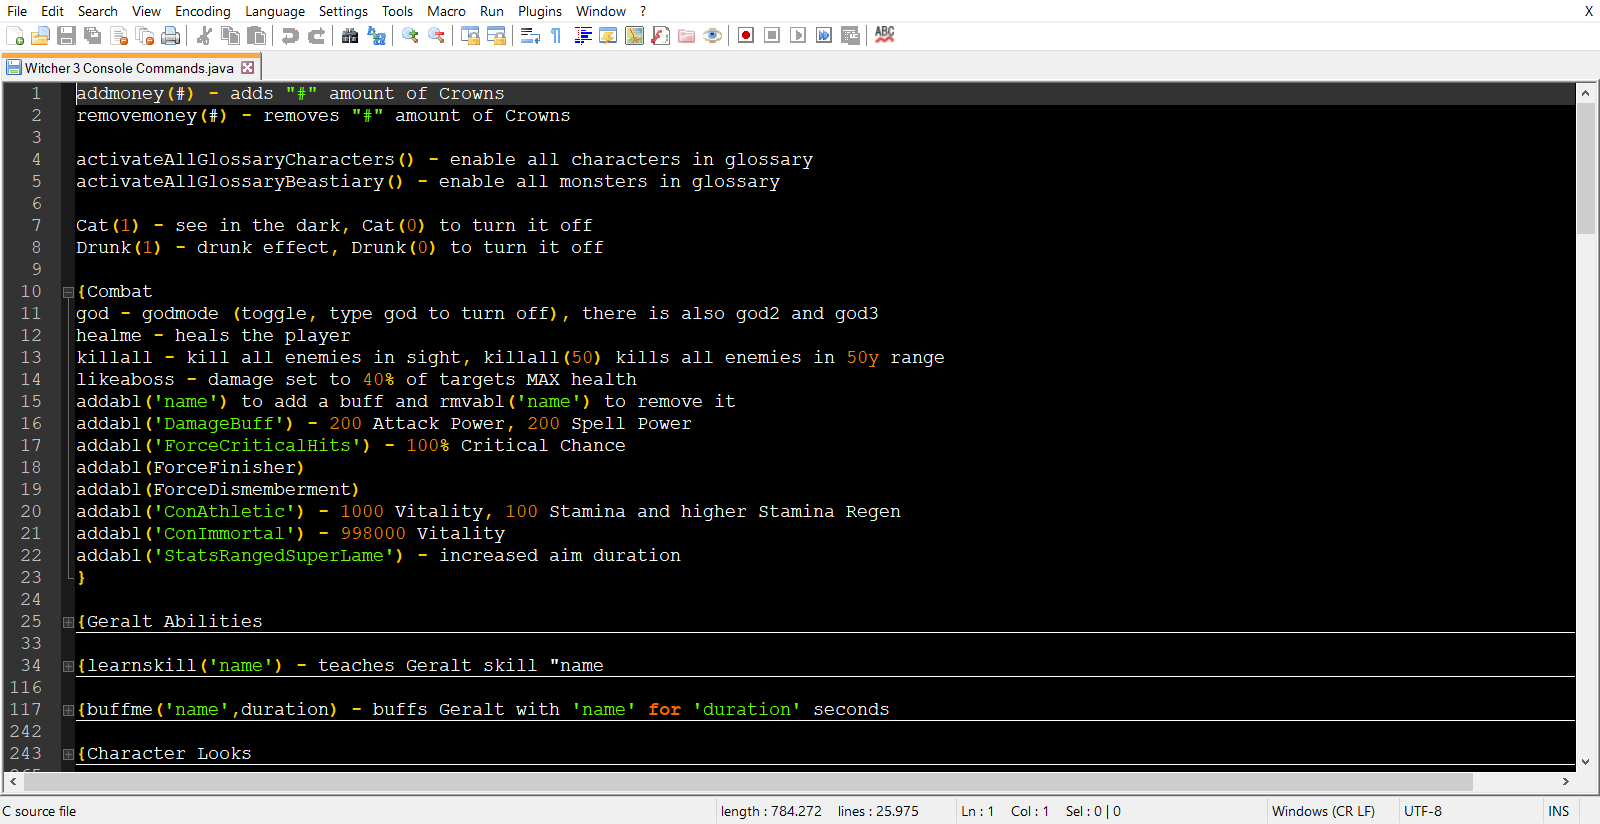 File Edit Search View Encoding Language Settings Tools Macro Run Plugins Window ? X
ABC
Witcher 3 Console Commands.java
1 addmoney(#) - adds "#" amount of Crowns
2 removemoney(#) - removes "#" amount of Crowns
3
4 activateAllGlossaryCharacters() - enable all characters in glossary
5 activateAllGlossaryBeastiary() - enable all monsters in glossary
6
7 Cat(1) - see in the dark, Cat(0) to turn it off
8 Drunk(1) - drunk effect, Drunk(0) to turn it off
9
10 {Combat
11 god - godmode (toggle, type god to turn off), there is also god2 and god3
12 healme - heals the player
13 killall - kill all enemies in sight, killall(50) kills all enemies in 50y range
14 likeaboss - damage set to 40% of targets MAX health
15 addabl('name') to add a buff and rmvabl('name') to remove it
16 addabl('DamageBuff') - 200 Attack Power, 200 Spell Power
17 addabl('ForceCriticalHits') - 100% Critical Chance
18 addabl(ForceFinisher)
19 addabl(ForceDismemberment)
20 addabl('ConAthletic') - 1000 Vitality, 100 Stamina and higher Stamina Regen
21 addabl('ConImmortal') - 998000 Vitality
22 addabl('StatsRangedSuperLame') - increased aim duration
23 }
24
25 {Geralt Abilities
33
34 {learnskill('name') - teaches Geralt skill "name
116
117 {buffme('name',duration) - buffs Geralt with 'name' for 'duration' seconds
242
243 {Character Looks
C source file length : 784.272 lines : 25.975 Ln : 1 Col : 1 Sel : 0 | 0 Windows (CR LF) UTF-8 INS